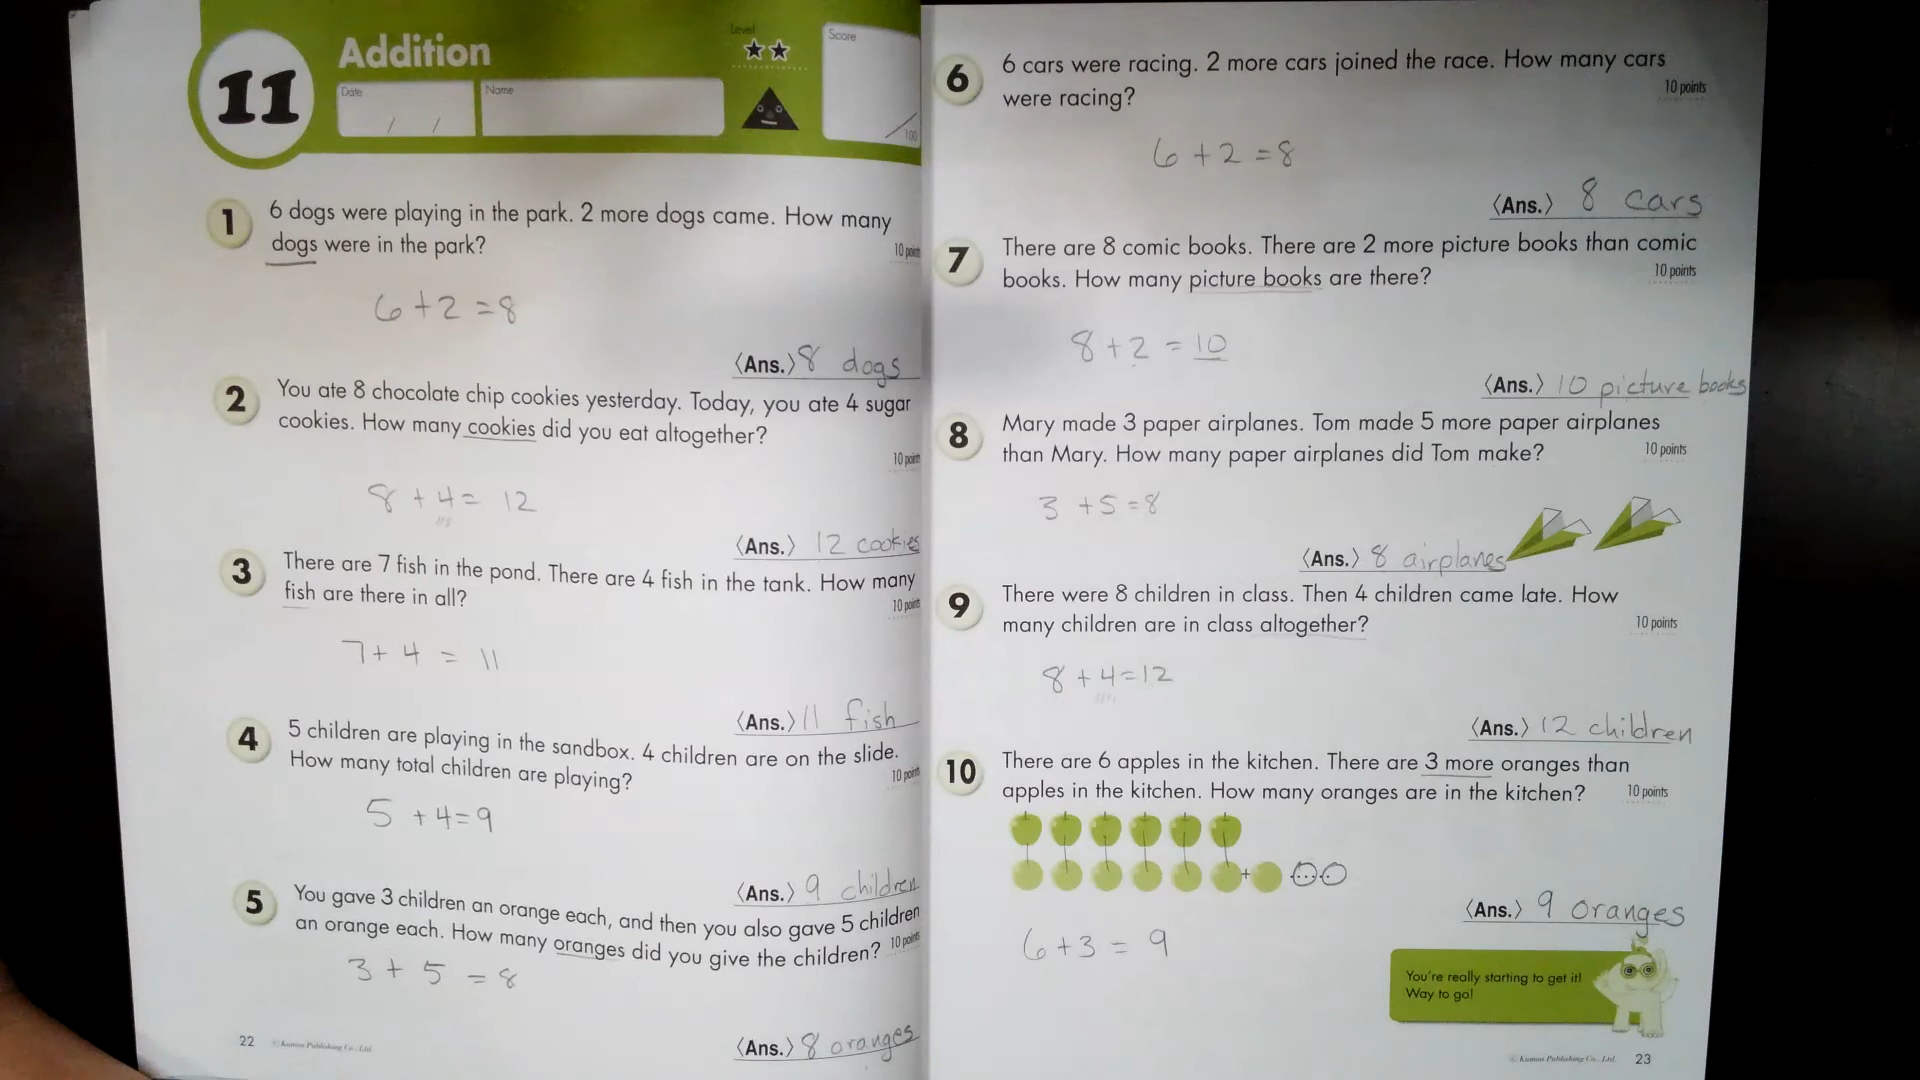 11
Addition
Date
/ /
Name
Level
★★
Score
/100
1
6 dogs were playing in the park. 2 more dogs came. How many
dogs were in the park?
10 point
6 + 2 = 8
〈Ans.〉 8 dogs
2
You ate 8 chocolate chip cookies yesterday. Today, you ate 4 sugar
cookies. How many cookies did you eat altogether?
10 point
8 + 4 = 12
〈Ans.〉 12 cookies
3
There are 7 fish in the pond. There are 4 fish in the tank. How many
fish are there in all?
10 point
7 + 4 = 11
〈Ans.〉 11 fish
4
5 children are playing in the sandbox. 4 children are on the slide.
How many total children are playing?
10 point
5 + 4 = 9
〈Ans.〉 9 children
5
You gave 3 children an orange each, and then you also gave 5 children
an orange each. How many oranges did you give the children?
10 points
3 + 5 = 8
〈Ans.〉 8 oranges
22
© Kumon Publishing Co., Ltd.
6
6 cars were racing. 2 more cars joined the race. How many cars
were racing?
10 points
6 + 2 = 8
〈Ans.〉 8 cars
7
There are 8 comic books. There are 2 more picture books than comic
books. How many picture books are there?
10 points
8 + 2 = 10
〈Ans.〉 10 picture books
8
Mary made 3 paper airplanes. Tom made 5 more paper airplanes
than Mary. How many paper airplanes did Tom make?
10 points
3 + 5 = 8
〈Ans.〉 8 airplanes
9
There were 8 children in class. Then 4 children came late. How
many children are in class altogether?
10 points
8 + 4 = 12
〈Ans.〉 12 children
10
There are 6 apples in the kitchen. There are 3 more oranges than
apples in the kitchen. How many oranges are in the kitchen?
10 points
+
〈Ans.〉 9 oranges
6 + 3 = 9
You're really starting to get it!
Way to go!
© Kumon Publishing Co., Ltd.
23